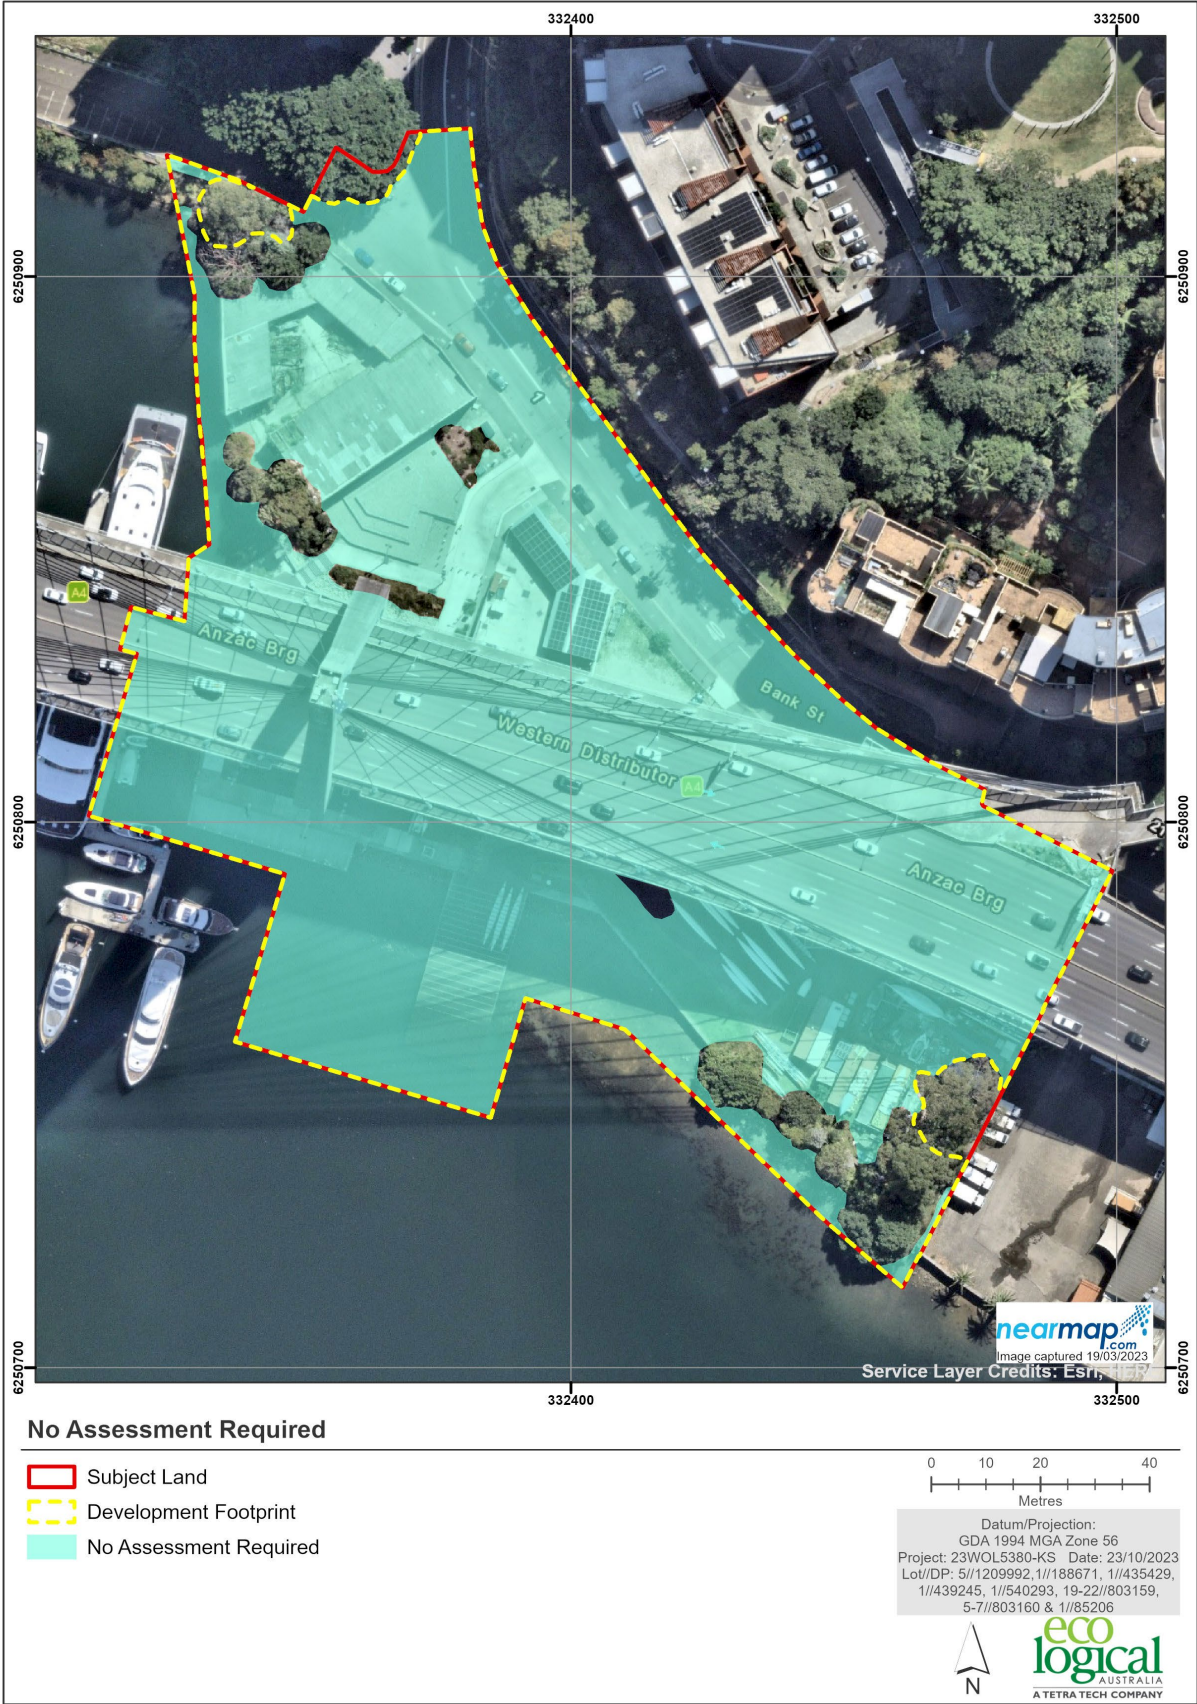 332400
332500
6250900
6250900
1
A4
Anzac Brg
Bank St
Western Distributor
A4
Anzac Brg
6250800
6250800
6250700
6250700
nearmap
.com
Image captured 19/03/2023
Service Layer Credits: Esri,
332400
332500
No Assessment Required
Subject Land
Development Footprint
No Assessment Required
0 10 20 40
Metres
Datum/Projection:
GDA 1994 MGA Zone 56
Project: 23WOL5380-KS Date: 23/10/2023
Lot//DP: 5//1209992,1//188671, 1//435429,
1//439245, 1//540293, 19-22//803159,
5-7//803160 & 1//85206
N
eco
logical
AUSTRALIA
A TETRA TECH COMPANY